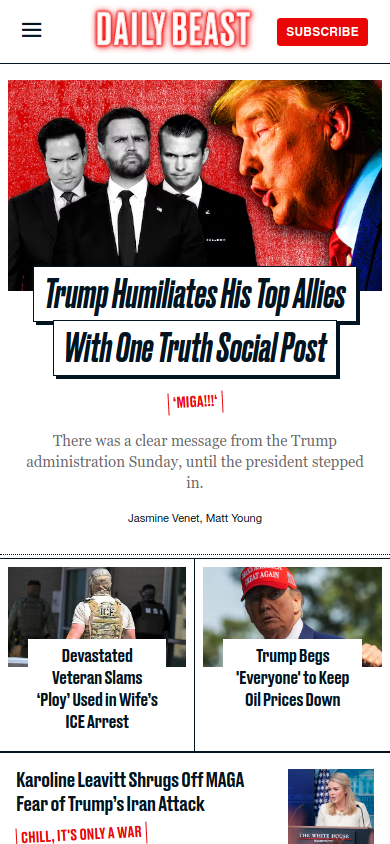 DAILY BEAST
SUBSCRIBE
Trump Humiliates His Top Allies
With One Truth Social Post
'MIGA!!!'
There was a clear message from the Trump
administration Sunday, until the president stepped
in.
Jasmine Venet, Matt Young
ICE
GREAT AGAIN
Devastated
Veteran Slams
‘Ploy’ Used in Wife’s
ICE Arrest
Trump Begs
'Everyone' to Keep
Oil Prices Down
Karoline Leavitt Shrugs Off MAGA
Fear of Trump’s Iran Attack
CHILL, IT'S ONLY A WAR
THE WHITE HOUSE